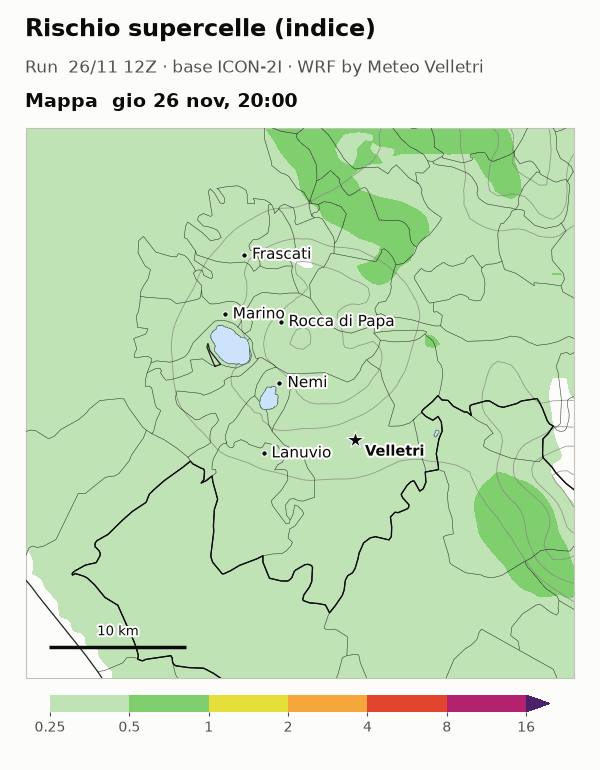 Rischio supercelle (indice)
Run  26/11 12Z · base ICON-2I · WRF by Meteo Velletri
Mappa  gio 26 nov, 20:00
Frascati
Marino
Rocca di Papa
Nemi
Lanuvio
Velletri
10 km
0.25 0.5 1 2 4 8 16